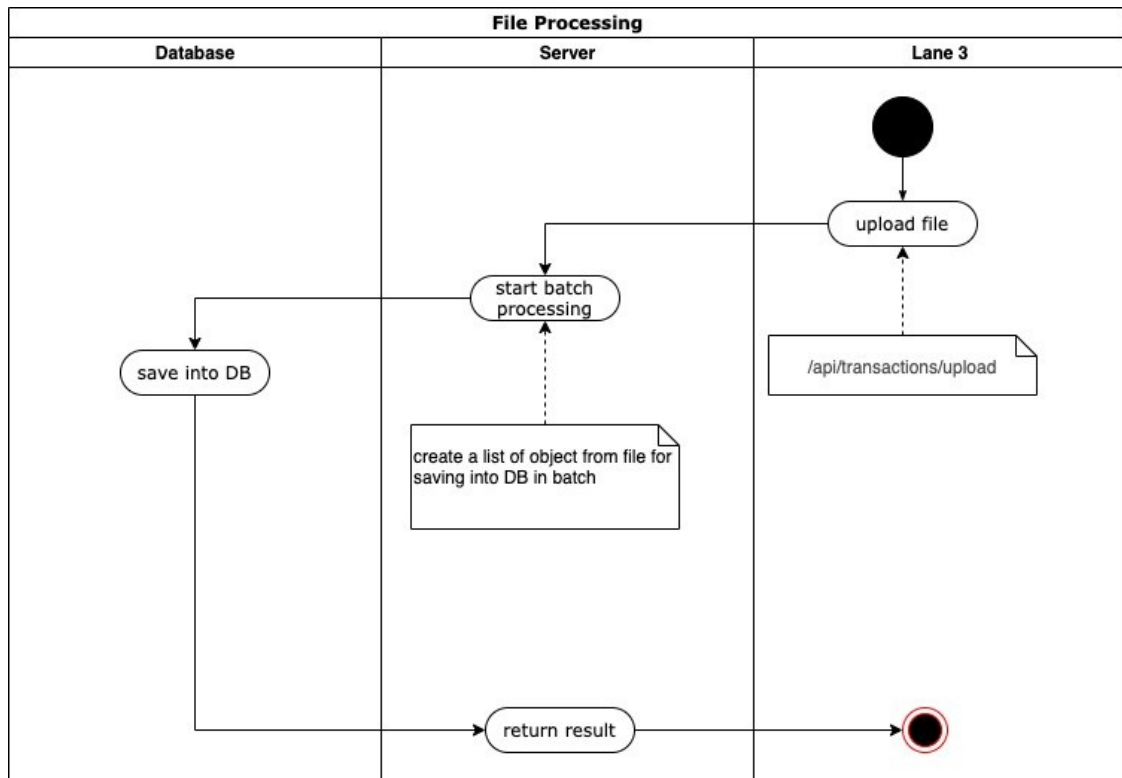 File Processing
Database
Server
Lane 3
upload file
start batch
processing
save into DB
/api/transactions/upload
create a list of object from file for
saving into DB in batch
return result